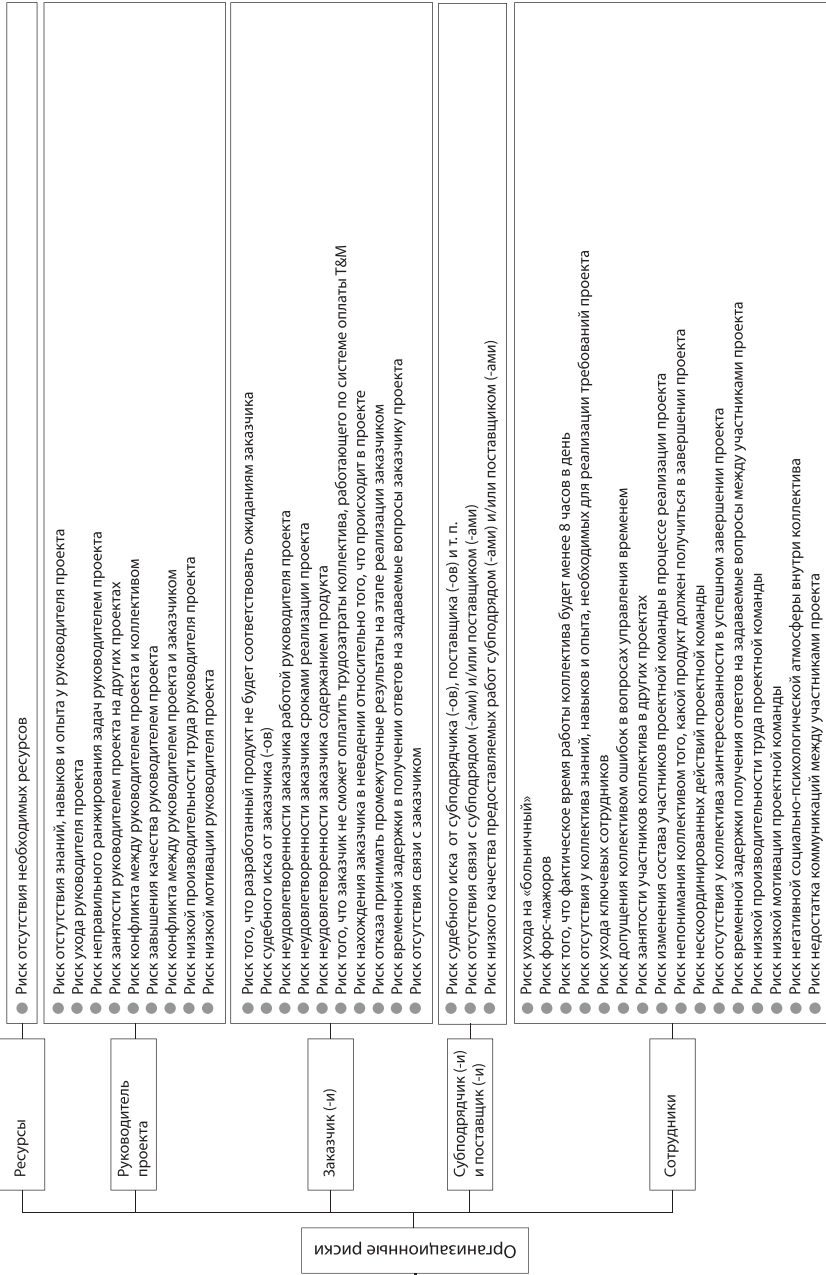 Организационные риски
Ресурсы
Риск отсутствия необходимых ресурсов
Руководитель
проекта
Риск отстутствия знаний, навыков и опыта у руководителя проекта
Риск ухода руководителя проекта
Риск неправильного ранжирования задач руководителем проекта
Риск занятости руководителем проекта на других проектах
Риск конфликта между руководителем проекта и коллективом
Риск завышения качества руководителем проекта
Риск конфликта между руководителем проекта и заказчиком
Риск низкой производительности труда руководителя проекта
Риск низкой мотивации руководителя проекта
Заказчик (-и)
Риск того, что разработанный продукт не будет соответствовать ожиданиям заказчика
Риск судебного иска от заказчика (-ов)
Риск неудовлетворенности заказчика работой руководителя проекта
Риск неудовлетворенности заказчика сроками реализации проекта
Риск неудовлетворенности заказчика содержанием продукта
Риск того, что заказчик не сможет оплатить трудозатраты коллектива, работающего по системе оплаты T&M
Риск нахождения заказчика в неведении относительно того, что происходит в проекте
Риск отказа принимать промежуточные результаты на этапе реализации заказчиком
Риск временной задержки в получении ответов на задаваемые вопросы заказчику проекта
Риск отсутствия связи с заказчиком
Субподрядчик (-и)
и поставщик (-и)
Риск судебного иска от субподрядчика (-ов), поставщика (-ов) и т. п.
Риск отсутствия связи с субподрядом (-ами) и/или поставщиком (-ами)
Риск низкого качества предоставляемых работ субподрядом (-ами) и/или поставщиком (-ами)
Сотрудники
Риск ухода на «больничный»
Риск форс-мажоров
Риск того, что фактическое время работы коллектива будет менее 8 часов в день
Риск отсутствия у коллектива знаний, навыков и опыта, необходимых для реализации требований проекта
Риск ухода ключевых сотрудников
Риск допущения коллективом ошибок в вопросах управления временем
Риск занятости участников коллектива в других проектах
Риск изменения состава участников проектной команды в процессе реализации проекта
Риск непонимания коллективом того, какой продукт должен получиться в завершении проекта
Риск нескоординированных действий проектной команды
Риск отсутствия у коллектива заинтересованности в успешном завершении проекта
Риск временной задержки получения ответов на задаваемые вопросы между участниками проекта
Риск низкой производительности труда проектной команды
Риск низкой мотивации проектной команды
Риск негативной социально-психологической атмосферы внутри коллектива
Риск недостатка коммуникаций между участниками проекта